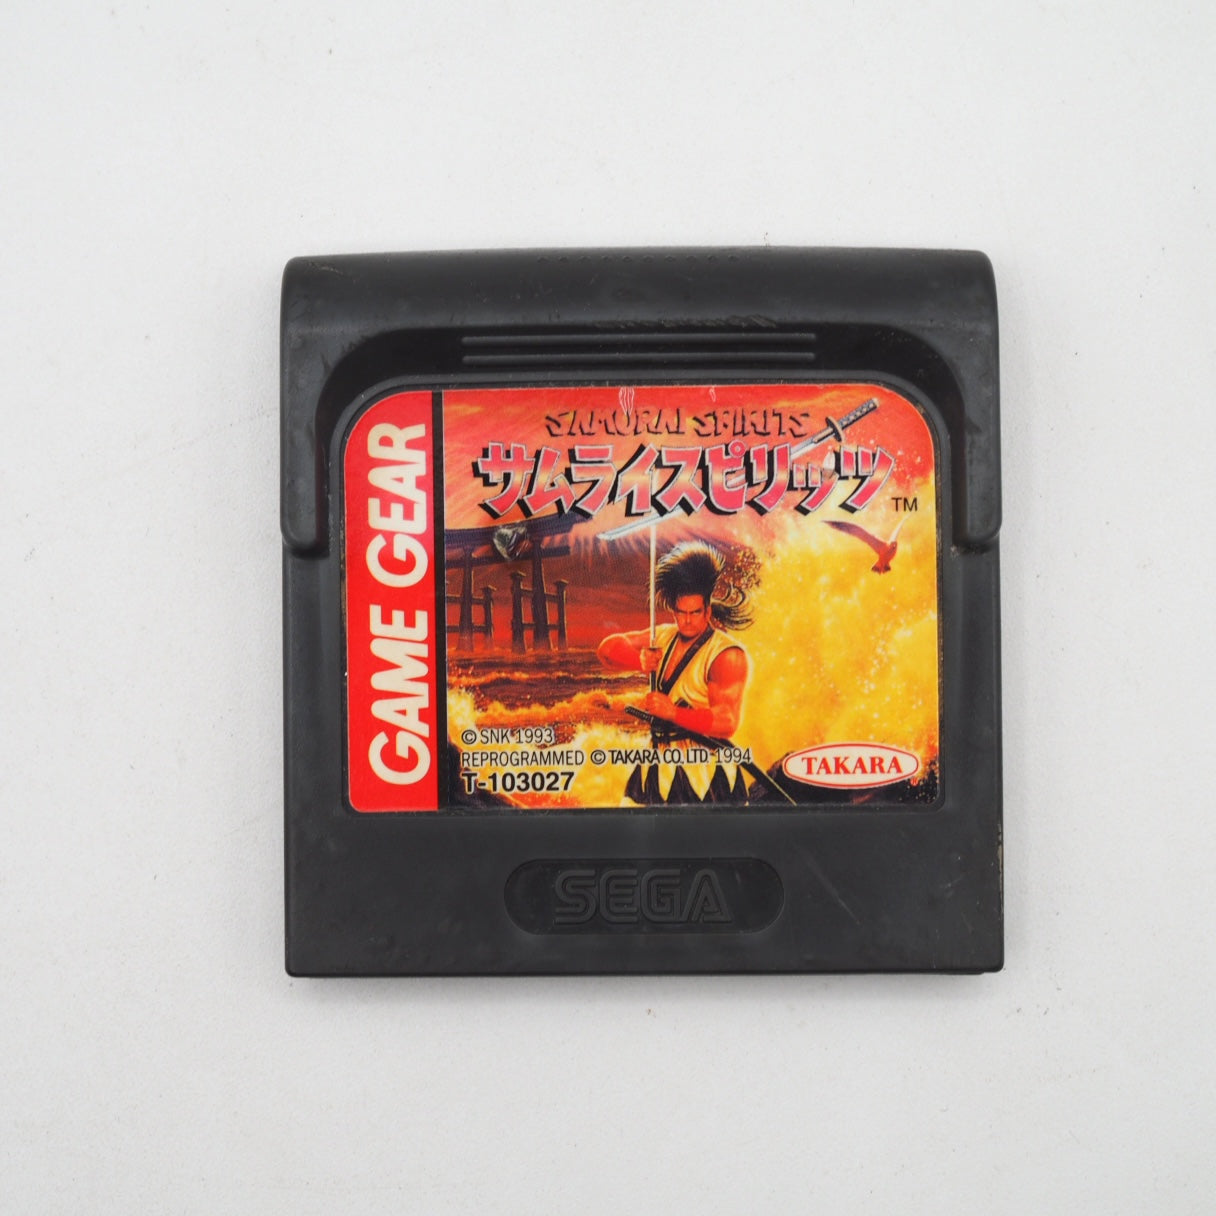 GAME GEAR
SAMURAI SPIRITS
サムライスピリッツ
TM
© SNK 1993
REPROGRAMMED © TAKARA CO., LTD. 1994
T-103027
TAKARA
®
SEGA